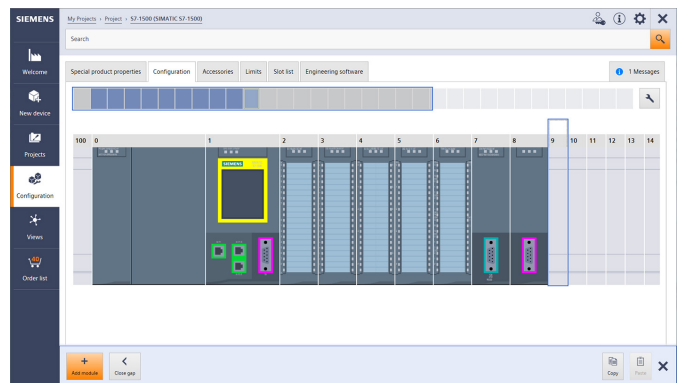 SIEMENS
My Projects › Project › S7-1500 (SIMATIC S7-1500)
Search
Welcome
New device
Projects
Configuration
Views
40
Order list
Special product properties Configuration Accessories Limits Slot list Engineering software
1 Messages
100 0 1 2 3 4 5 6 7 8 9 10 11 12 13 14
SIEMENS
Add module
Close gap
Copy
Paste